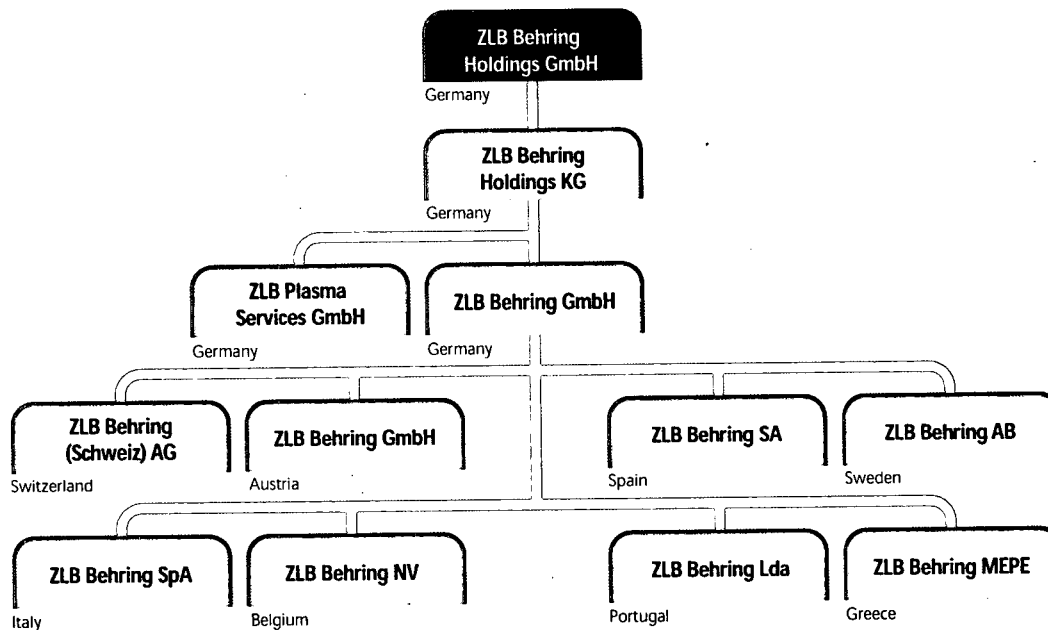 ZLB Behring
Holdings GmbH
Germany
ZLB Behring
Holdings KG
Germany
ZLB Plasma
Services GmbH
Germany
ZLB Behring GmbH
Germany
ZLB Behring
(Schweiz) AG
Switzerland
ZLB Behring GmbH
Austria
ZLB Behring SA
Spain
ZLB Behring AB
Sweden
ZLB Behring SpA
Italy
ZLB Behring NV
Belgium
ZLB Behring Lda
Portugal
ZLB Behring MEPE
Greece